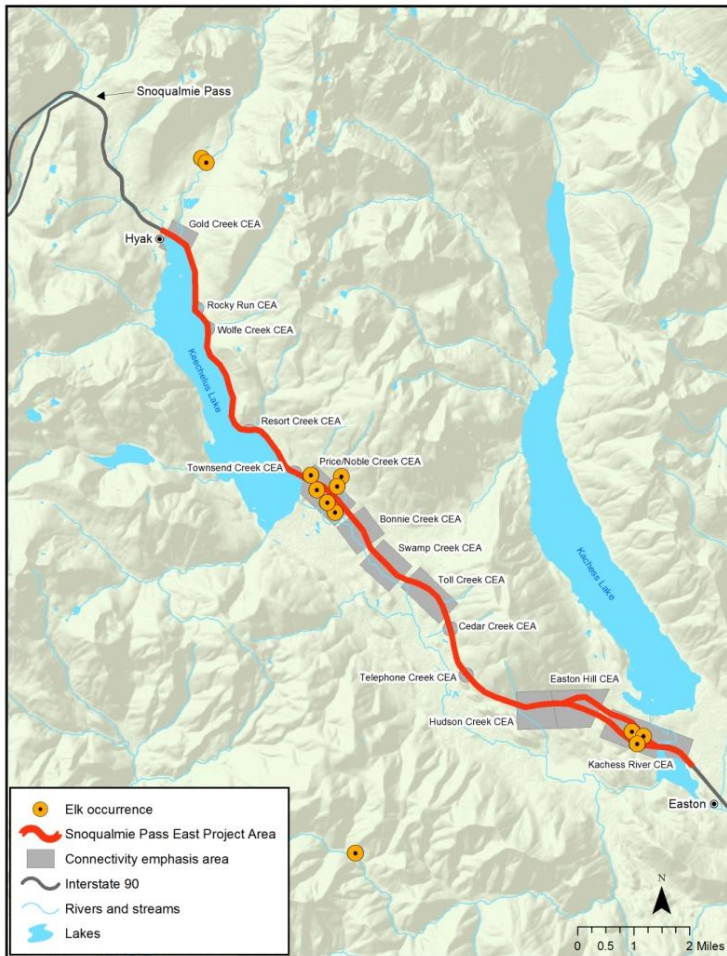 Snoqualmie Pass
Gold Creek CEA
Hyak
Rocky Run CEA
Wolfe Creek CEA
Keechelus Lake
Resort Creek CEA
Townsend Creek CEA
Price/Noble Creek CEA
Bonnie Creek CEA
Swamp Creek CEA
Kachess Lake
Toll Creek CEA
Cedar Creek CEA
Telephone Creek CEA
Easton Hill CEA
Hudson Creek CEA
Kachess River CEA
Easton
Elk occurrence
Snoqualmie Pass East Project Area
Connectivity emphasis area
Interstate 90
Rivers and streams
Lakes
N
0 0.5 1 2 Miles